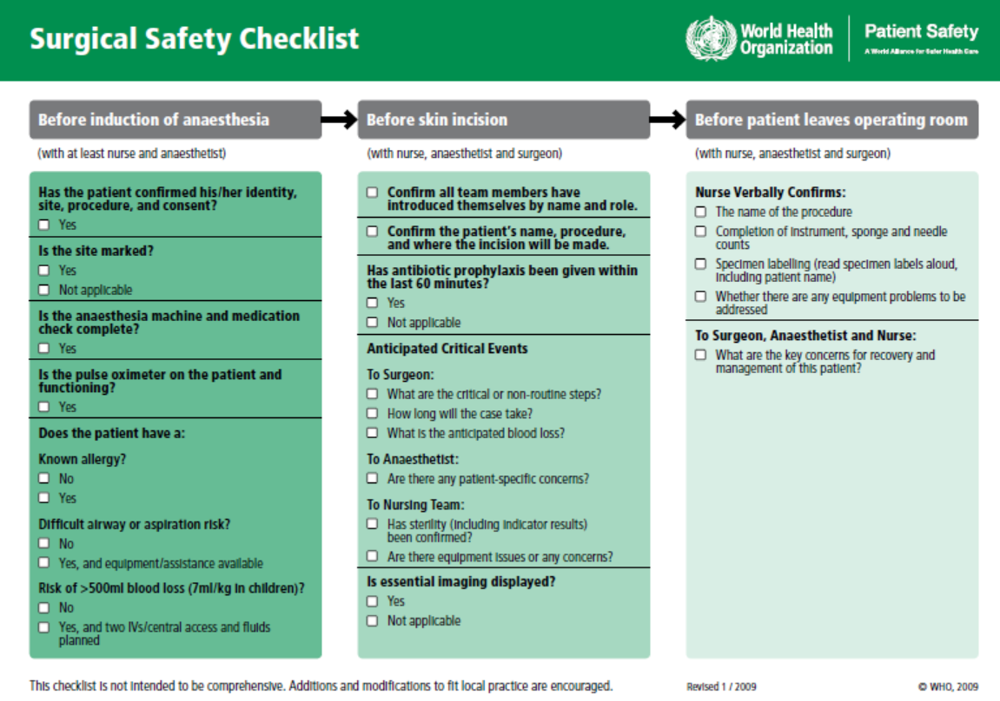 Surgical Safety Checklist
World Health
Organization
Patient Safety
A World Alliance for Safer Health Care
Before induction of anaesthesia
(with at least nurse and anaesthetist)
Has the patient confirmed his/her identity,
site, procedure, and consent?
Yes
Is the site marked?
Yes
Not applicable
Is the anaesthesia machine and medication
check complete?
Yes
Is the pulse oximeter on the patient and
functioning?
Yes
Does the patient have a:
Known allergy?
No
Yes
Difficult airway or aspiration risk?
No
Yes, and equipment/assistance available
Risk of >500ml blood loss (7ml/kg in children)?
No
Yes, and two IVs/central access and fluids
planned
Before skin incision
(with nurse, anaesthetist and surgeon)
Confirm all team members have
introduced themselves by name and role.
Confirm the patient's name, procedure,
and where the incision will be made.
Has antibiotic prophylaxis been given within
the last 60 minutes?
Yes
Not applicable
Anticipated Critical Events
To Surgeon:
What are the critical or non-routine steps?
How long will the case take?
What is the anticipated blood loss?
To Anaesthetist:
Are there any patient-specific concerns?
To Nursing Team:
Has sterility (including indicator results)
been confirmed?
Are there equipment issues or any concerns?
Is essential imaging displayed?
Yes
Not applicable
Before patient leaves operating room
(with nurse, anaesthetist and surgeon)
Nurse Verbally Confirms:
The name of the procedure
Completion of instrument, sponge and needle
counts
Specimen labelling (read specimen labels aloud,
including patient name)
Whether there are any equipment problems to be
addressed
To Surgeon, Anaesthetist and Nurse:
What are the key concerns for recovery and
management of this patient?
This checklist is not intended to be comprehensive. Additions and modifications to fit local practice are encouraged.
Revised 1 / 2009
© WHO, 2009